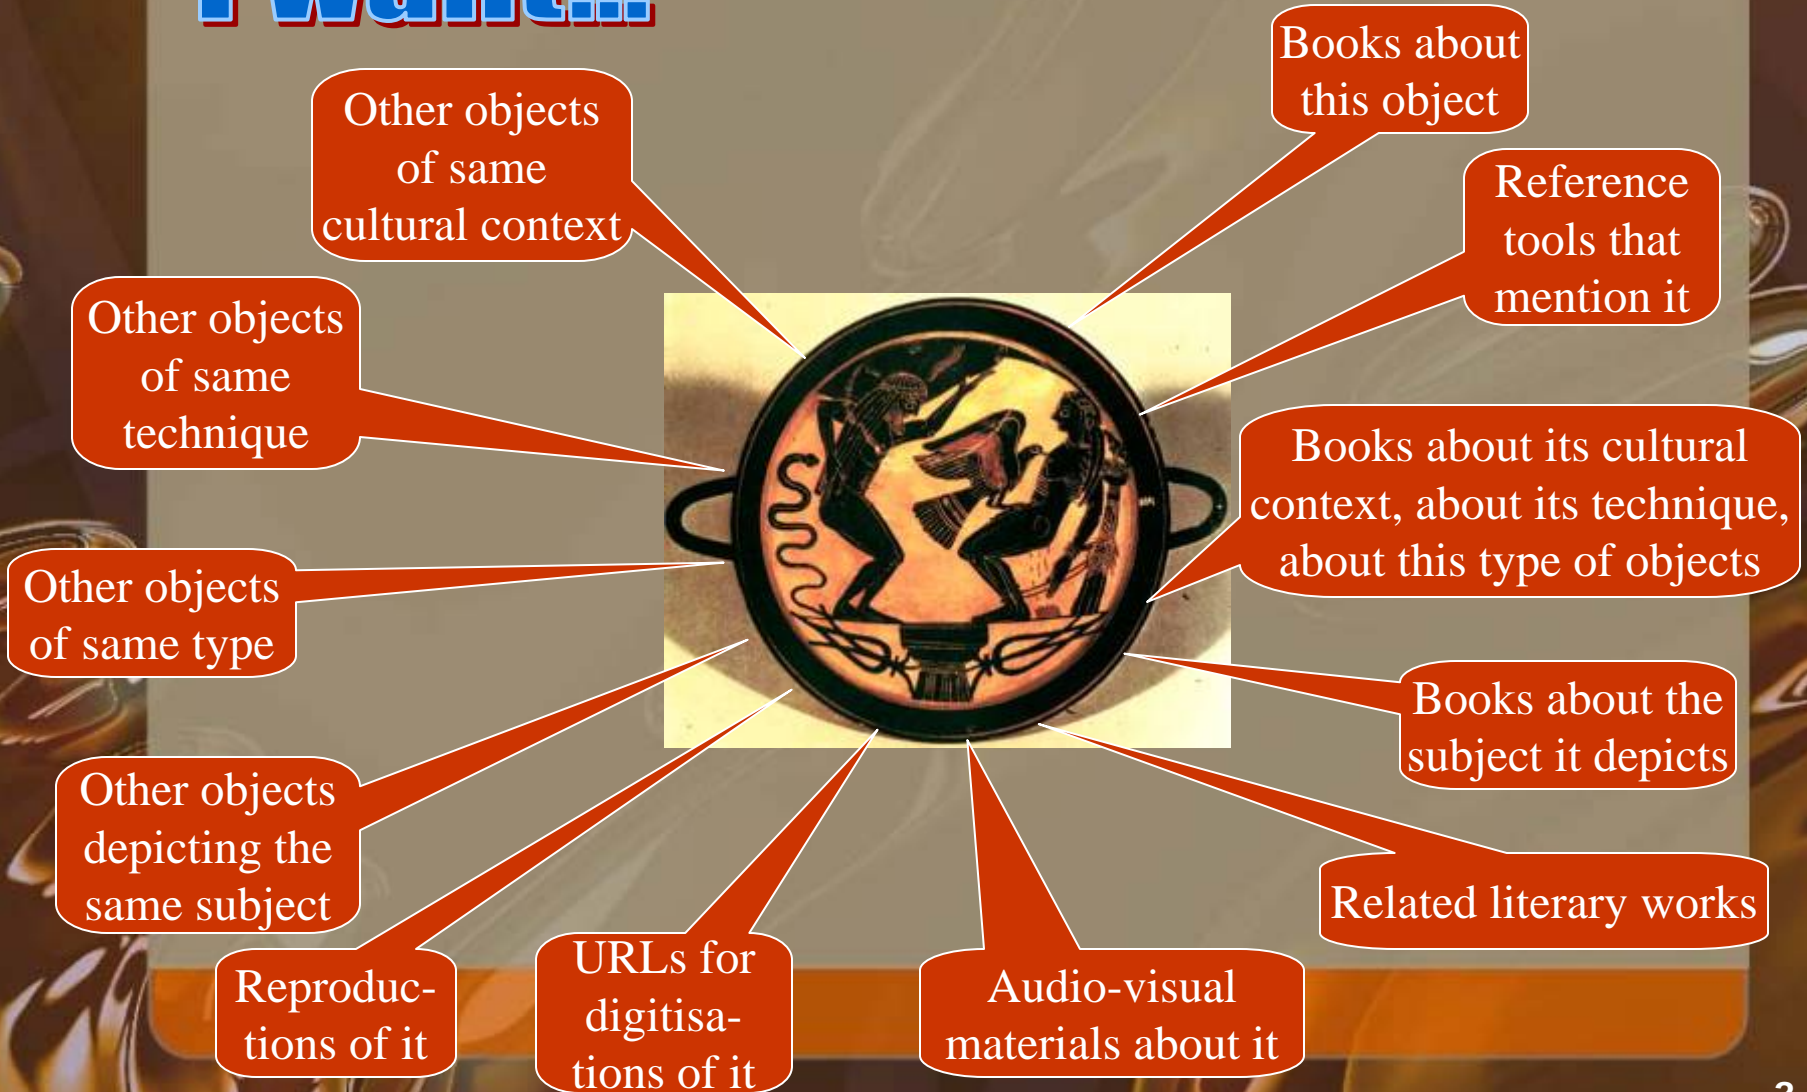 I want...
Books about
this object
Other objects
of same
cultural context
Reference
tools that
mention it
Other objects
of same
technique
Books about its cultural
context, about its technique,
about this type of objects
Other objects
of same type
Books about the
subject it depicts
Other objects
depicting the
same subject
Related literary works
Reproduc-
tions of it
URLs for
digitisa-
tions of it
Audio-visual
materials about it